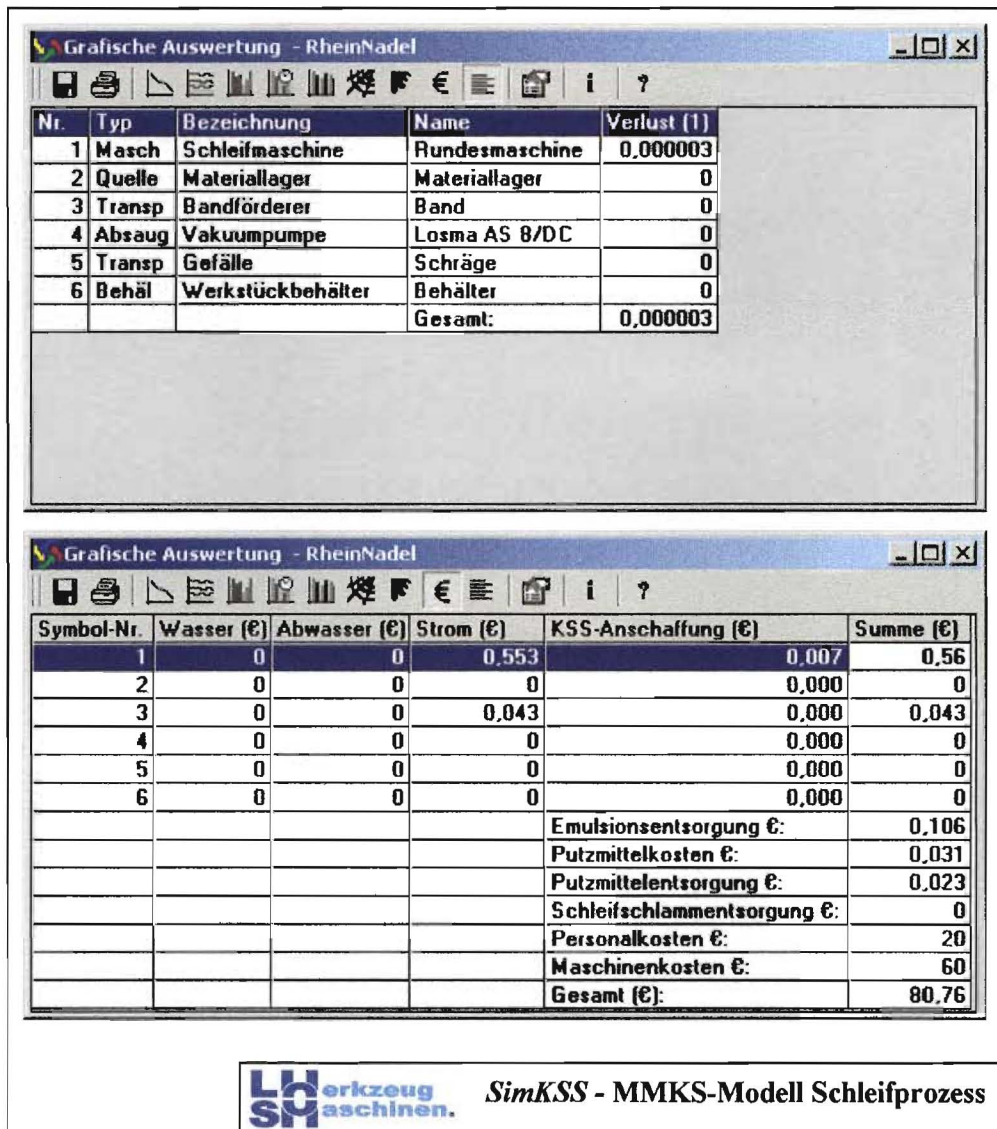 Grafische Auswertung - RheinNadel
€ i ?
Nr. Typ Bezeichnung Name Verlust (1)
1 Masch Schleifmaschine Rundesmaschine 0,000003
2 Quelle Materiallager Materiallager 0
3 Transp Bandförderer Band 0
4 Absaug Vakuumpumpe Losma AS 8/DC 0
5 Transp Gefälle Schräge 0
6 Behäl Werkstückbehälter Behälter 0
Gesamt: 0,000003
Grafische Auswertung - RheinNadel
€ i ?
Symbol-Nr. Wasser (€) Abwasser (€) Strom (€) KSS-Anschaffung (€) Summe (€)
1 0 0 0,553 0,007 0,56
2 0 0 0 0,000 0
3 0 0 0,043 0,000 0,043
4 0 0 0 0,000 0
5 0 0 0 0,000 0
6 0 0 0 0,000 0
Emulsionsentsorgung €: 0,106
Putzmittelkosten €: 0,031
Putzmittelentsorgung €: 0,023
Schleifschlammentsorgung €: 0
Personalkosten €: 20
Maschinenkosten €: 60
Gesamt (€): 80,76
LWerkzeug
SMaschinen.
SimKSS - MMKS-Modell Schleifprozess